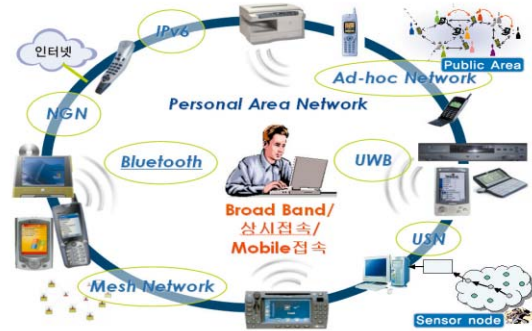 IPv6
인터넷
Public Area
Ad-hoc Network
NGN
Personal Area Network
Bluetooth
UWB
Broad Band/
상시접속/
Mobile접속
USN
Mesh Network
Sensor node